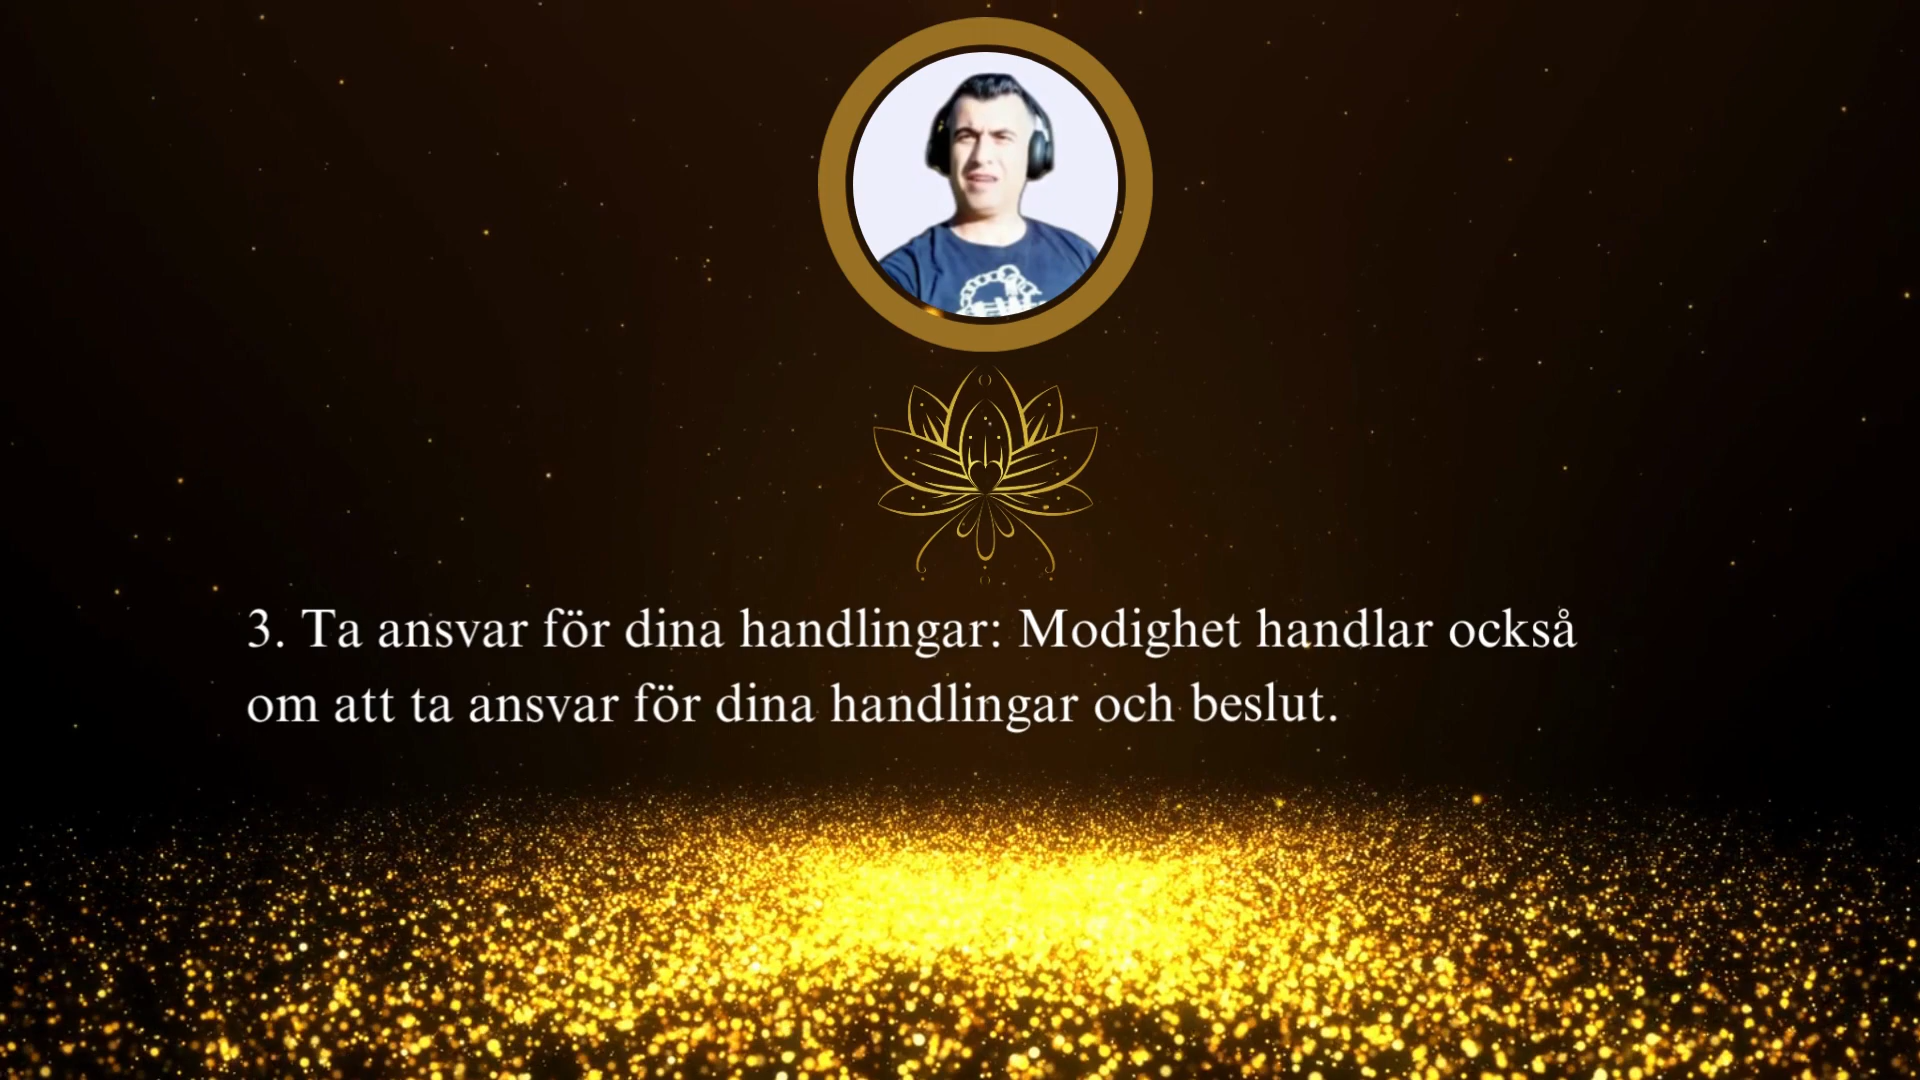 3. Ta ansvar för dina handlingar: Modighet handlar också
om att ta ansvar för dina handlingar och beslut.